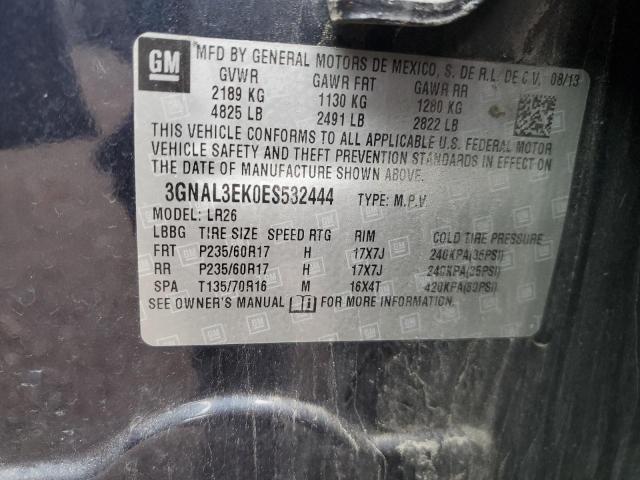 GM MFD BY GENERAL MOTORS DE MEXICO, S. DE R.L. DE C.V. 08/13
GVWR GAWR FRT GAWR RR
2189 KG 1130 KG 1280 KG
4825 LB 2491 LB 2822 LB
THIS VEHICLE CONFORMS TO ALL APPLICABLE U.S. FEDERAL MOTOR
VEHICLE SAFETY AND THEFT PREVENTION STANDARDS IN EFFECT ON
THE DATE OF MANUFACTURE SHOWN ABOVE.
3GNAL3EK0ES532444 TYPE: M.P.V.
MODEL: LR26
LBBG TIRE SIZE SPEED RTG RIM COLD TIRE PRESSURE
FRT P235/60R17 H 17X7J 240KPA(35PSI)
RR P235/60R17 H 17X7J 240KPA(35PSI)
SPA T135/70R16 M 16X4T 420KPA(60PSI)
SEE OWNER'S MANUAL FOR MORE INFORMATION.